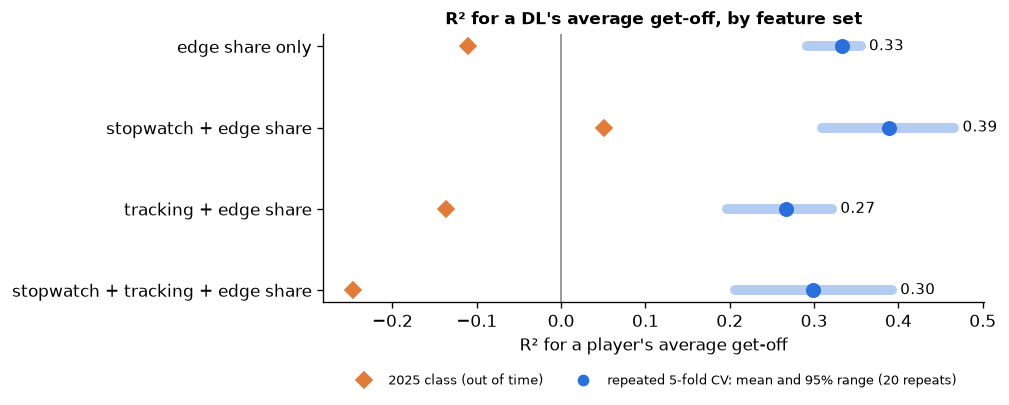 R² for a DL's average get-off, by feature set
edge share only
0.33
stopwatch + edge share
0.39
tracking + edge share
0.27
stopwatch + tracking + edge share
0.30
−0.2 −0.1 0.0 0.1 0.2 0.3 0.4 0.5
R² for a player's average get-off
2025 class (out of time) repeated 5-fold CV: mean and 95% range (20 repeats)